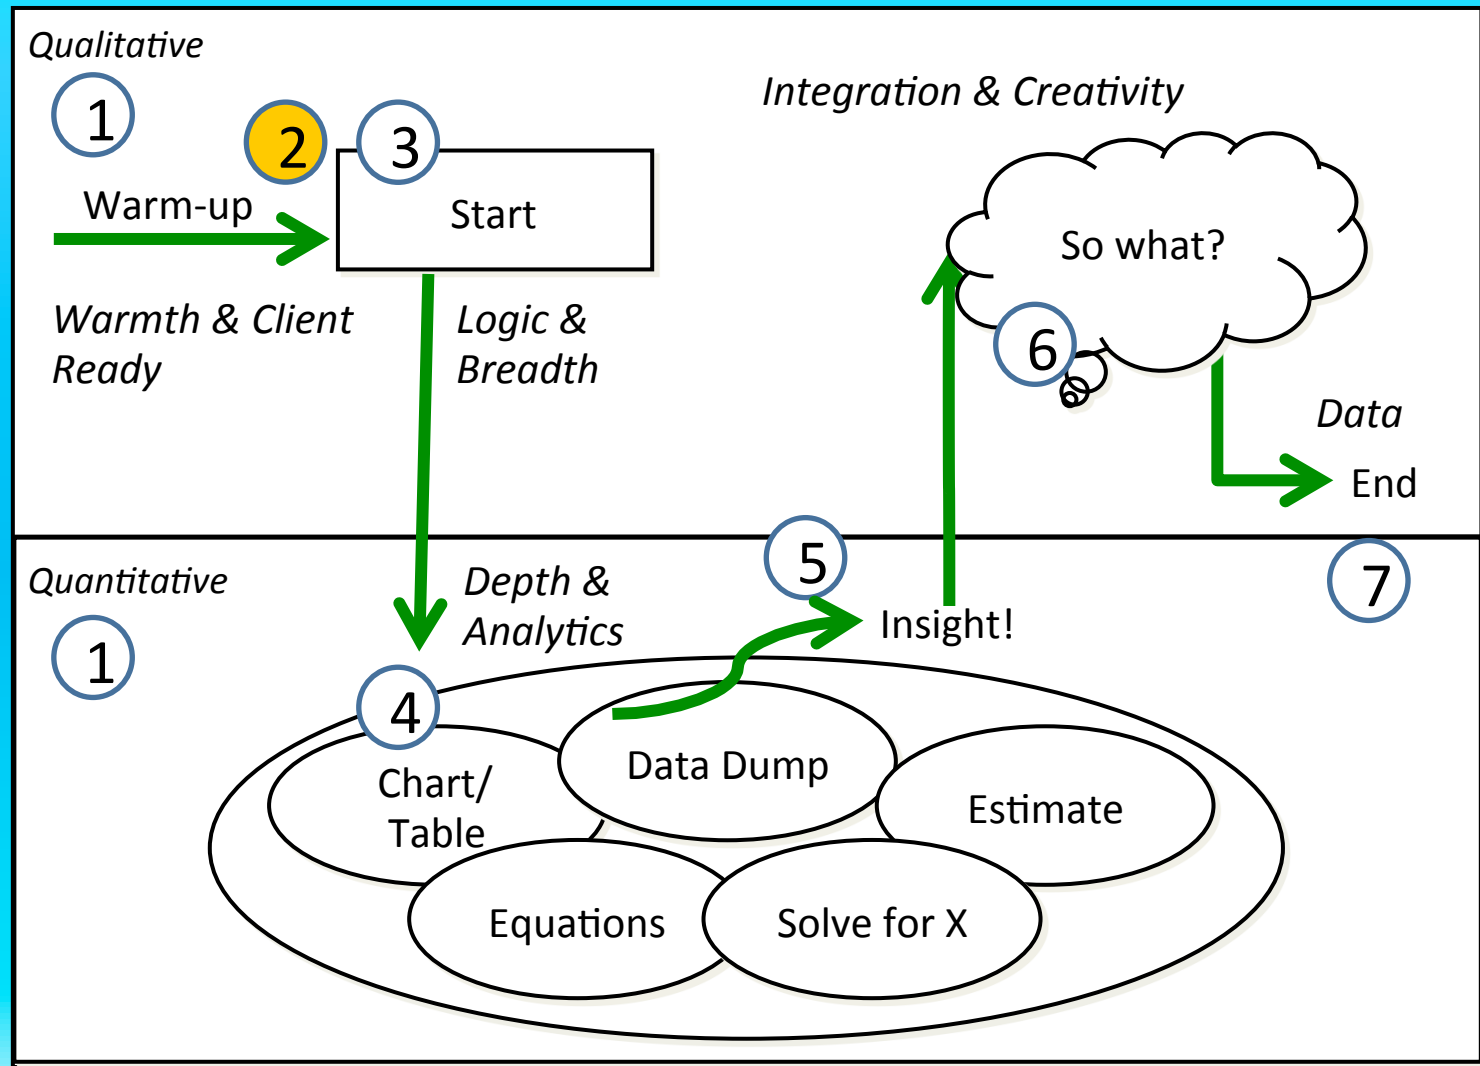 Qualitative
1
2
3
Warm-up
Start
Warmth & Client
Ready
Logic &
Breadth
Integration & Creativity
So what?
6
Data
End
Quantitative
1
Depth &
Analytics
5
Insight!
7
4
Chart/
Table
Data Dump
Estimate
Equations
Solve for X